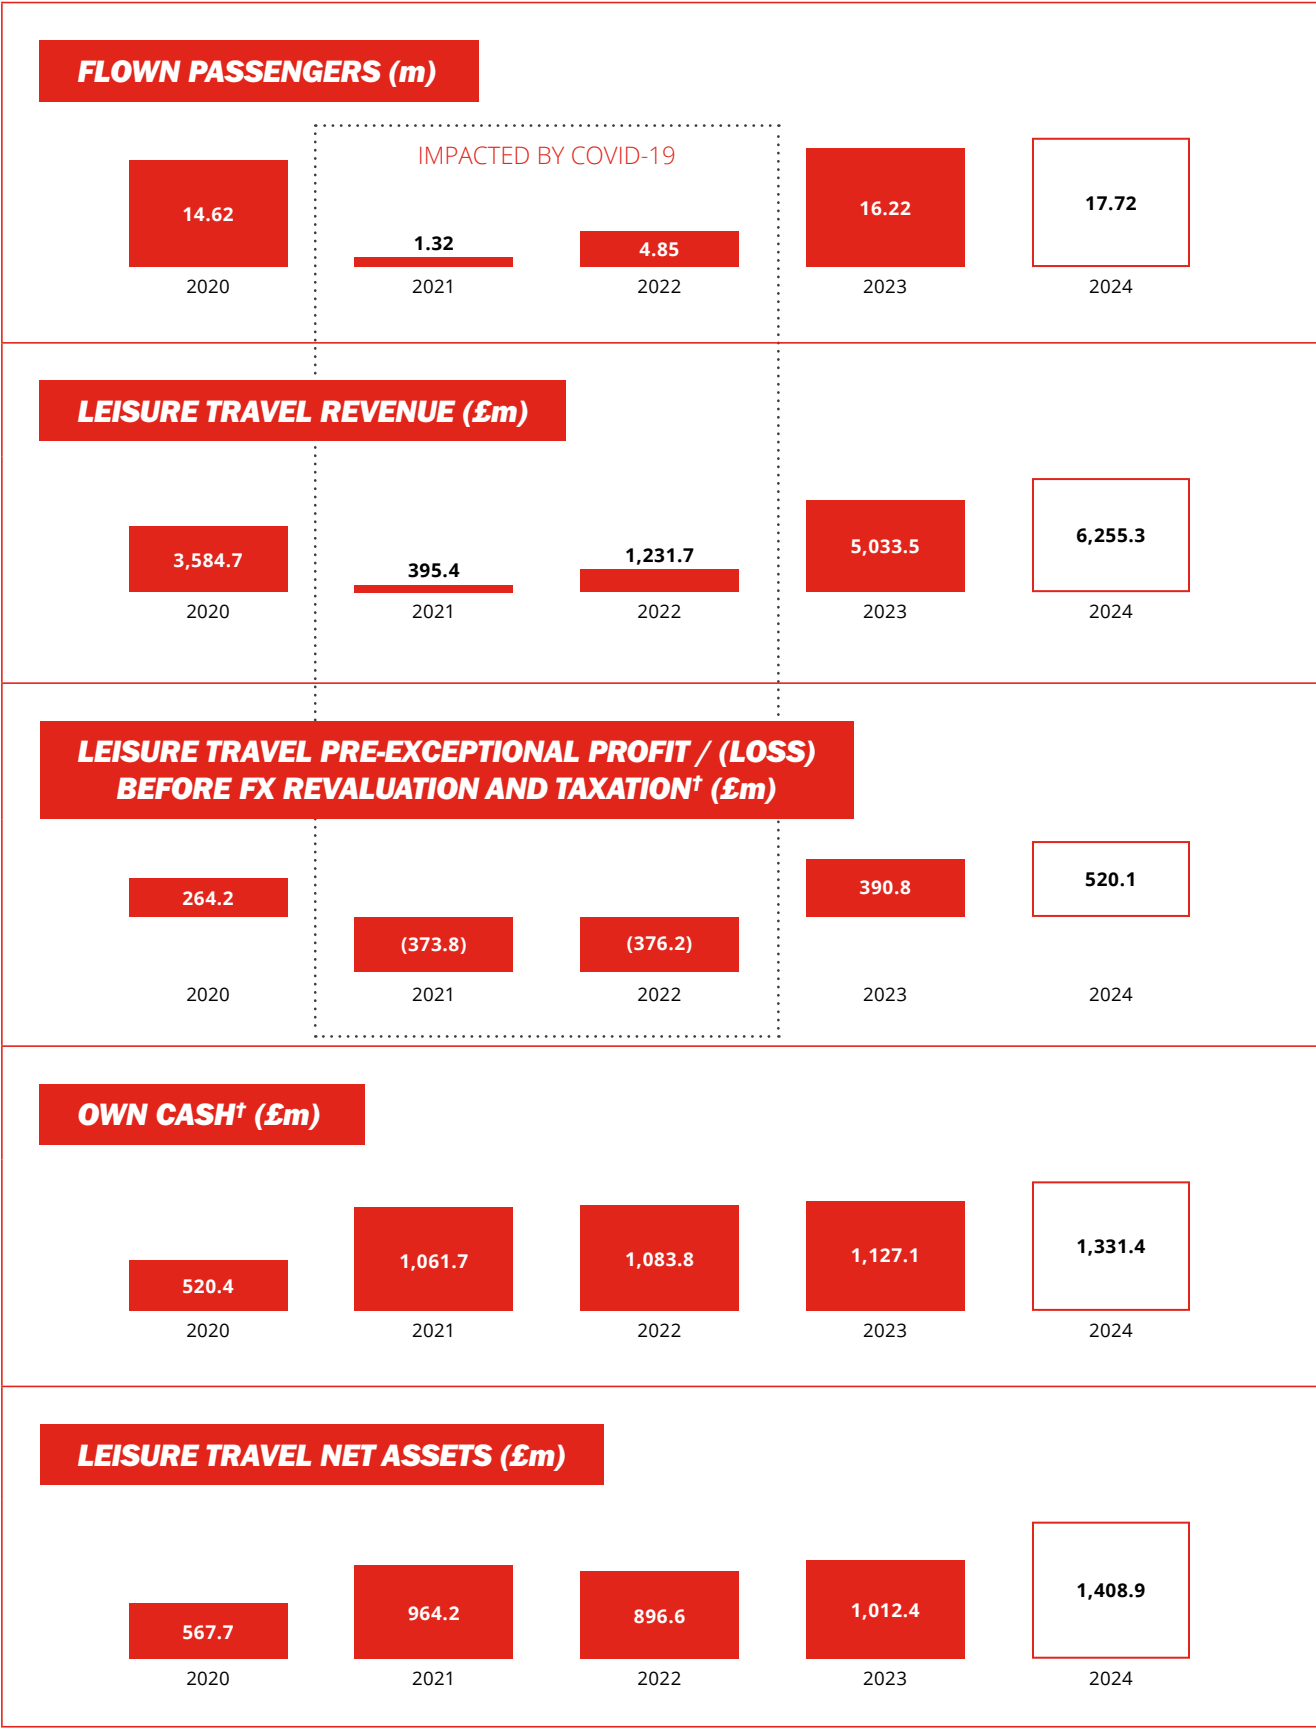 FLOWN PASSENGERS (m)
IMPACTED BY COVID-19
14.62
1.32
4.85
16.22
17.72
2020 2021 2022 2023 2024
LEISURE TRAVEL REVENUE (£m)
3,584.7
395.4
1,231.7
5,033.5
6,255.3
2020 2021 2022 2023 2024
LEISURE TRAVEL PRE-EXCEPTIONAL PROFIT / (LOSS)
BEFORE FX REVALUATION AND TAXATION† (£m)
264.2
(373.8)
(376.2)
390.8
520.1
2020 2021 2022 2023 2024
OWN CASH† (£m)
520.4
1,061.7
1,083.8
1,127.1
1,331.4
2020 2021 2022 2023 2024
LEISURE TRAVEL NET ASSETS (£m)
567.7
964.2
896.6
1,012.4
1,408.9
2020 2021 2022 2023 2024